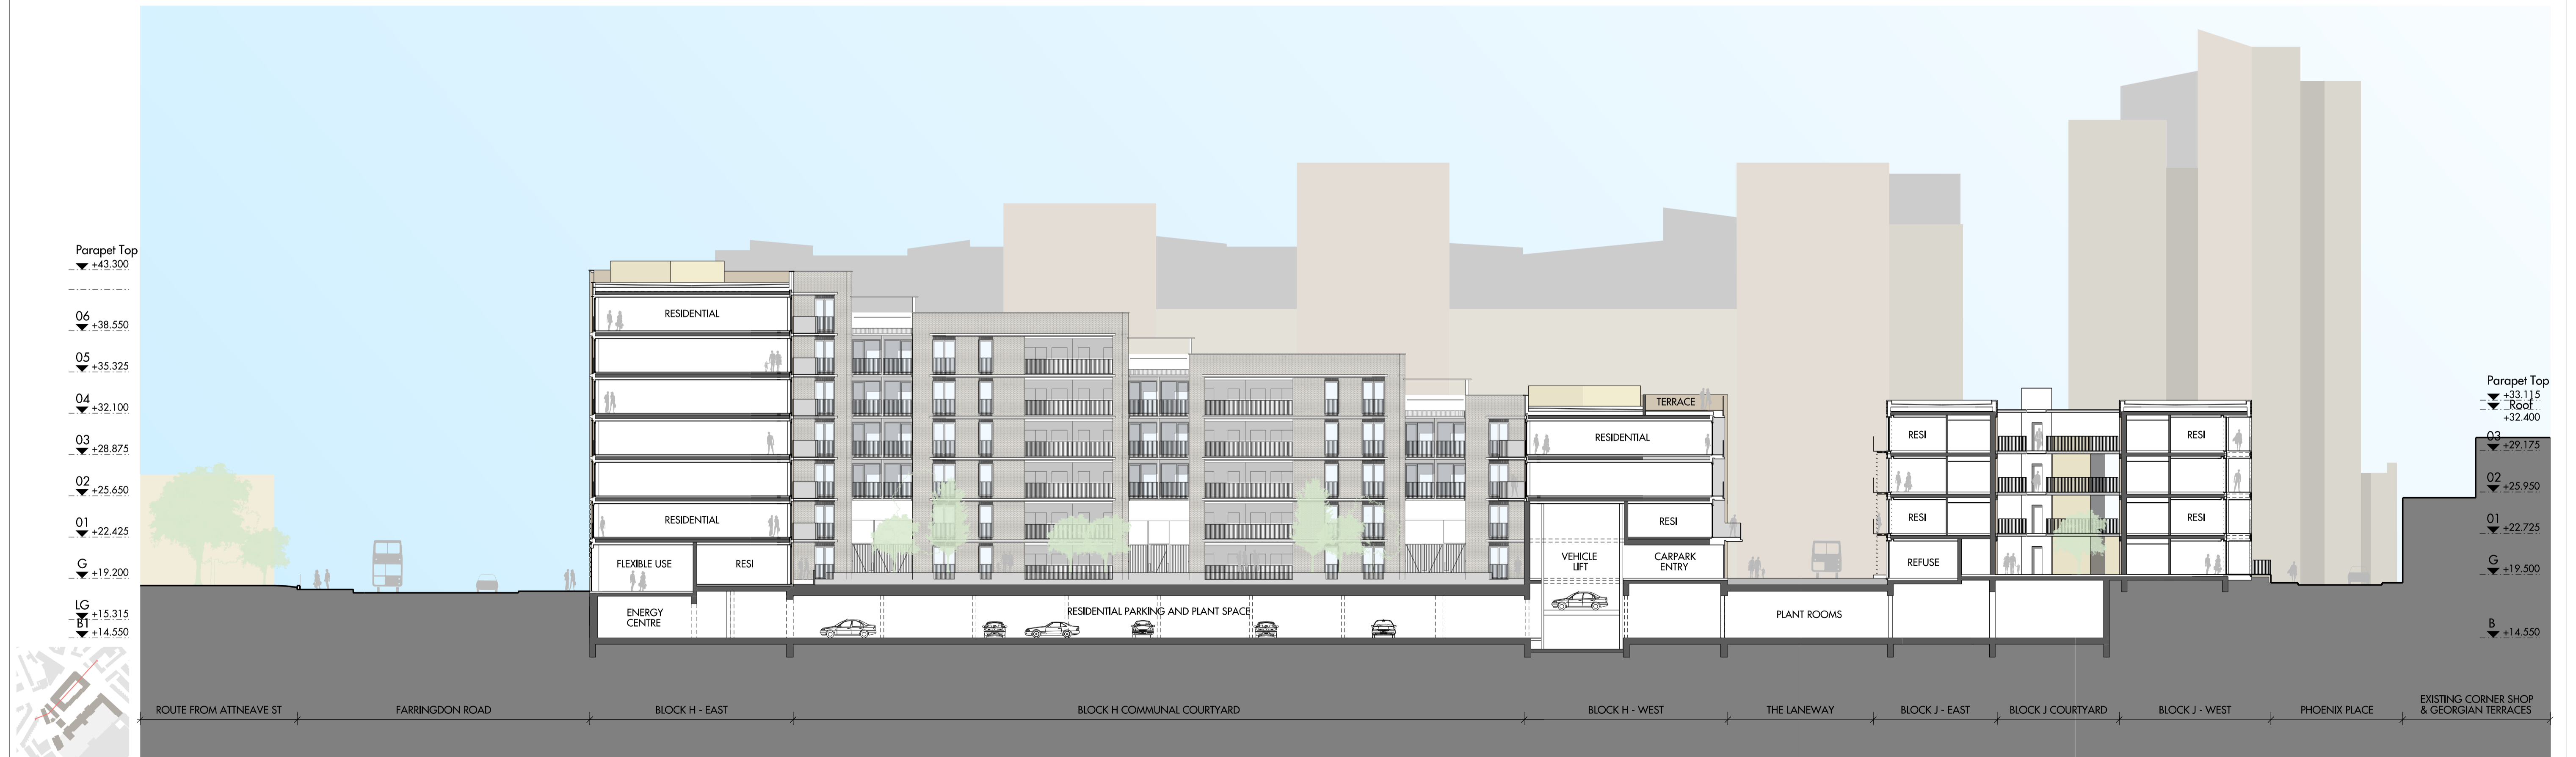 Parapet Top
+43.300
06
+38.550
05
+35.325
04
+32.100
03
+28.875
02
+25.650
01
+22.425
G
+19.200
LG
+15.315
B1
+14.550
RESIDENTIAL
RESIDENTIAL
FLEXIBLE USE
RESI
ENERGY
CENTRE
RESIDENTIAL PARKING AND PLANT SPACE
TERRACE
RESIDENTIAL
RESI
VEHICLE
LIFT
CARPARK
ENTRY
PLANT ROOMS
RESI
RESI
REFUSE
RESI
RESI
Parapet Top
+33.115
Roof
+32.400
03
+29.175
02
+25.950
01
+22.725
G
+19.500
B
+14.550
ROUTE FROM ATTNEAVE ST
FARRINGDON ROAD
BLOCK H - EAST
BLOCK H COMMUNAL COURTYARD
BLOCK H - WEST
THE LANEWAY
BLOCK J - EAST
BLOCK J COURTYARD
BLOCK J - WEST
PHOENIX PLACE
EXISTING CORNER SHOP
& GEORGIAN TERRACES